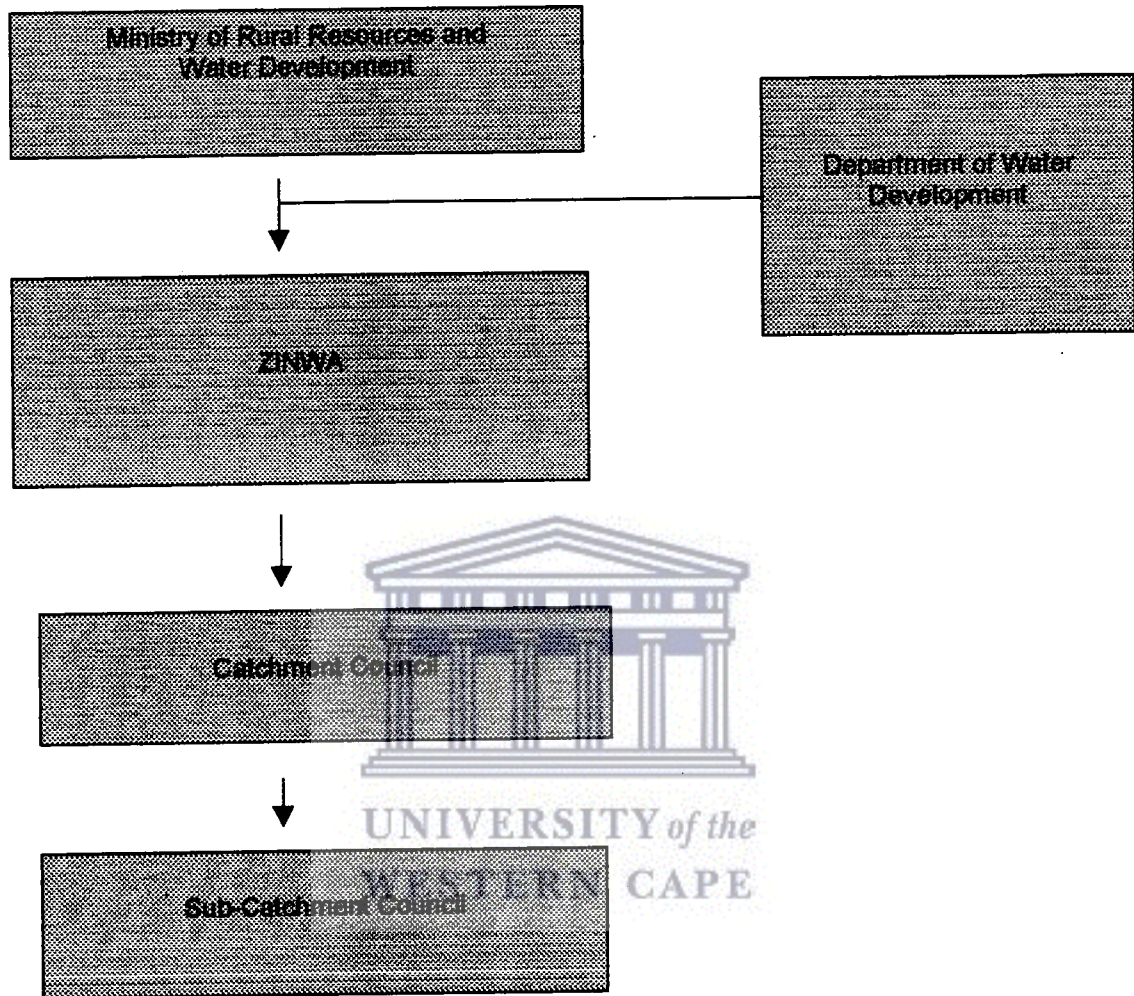 Ministry of Rural Resources and
Water Development
Department of Water
Development
ZINWA
Catchment Council
UNIVERSITY of the
WESTERN CAPE
Sub-Catchment Council